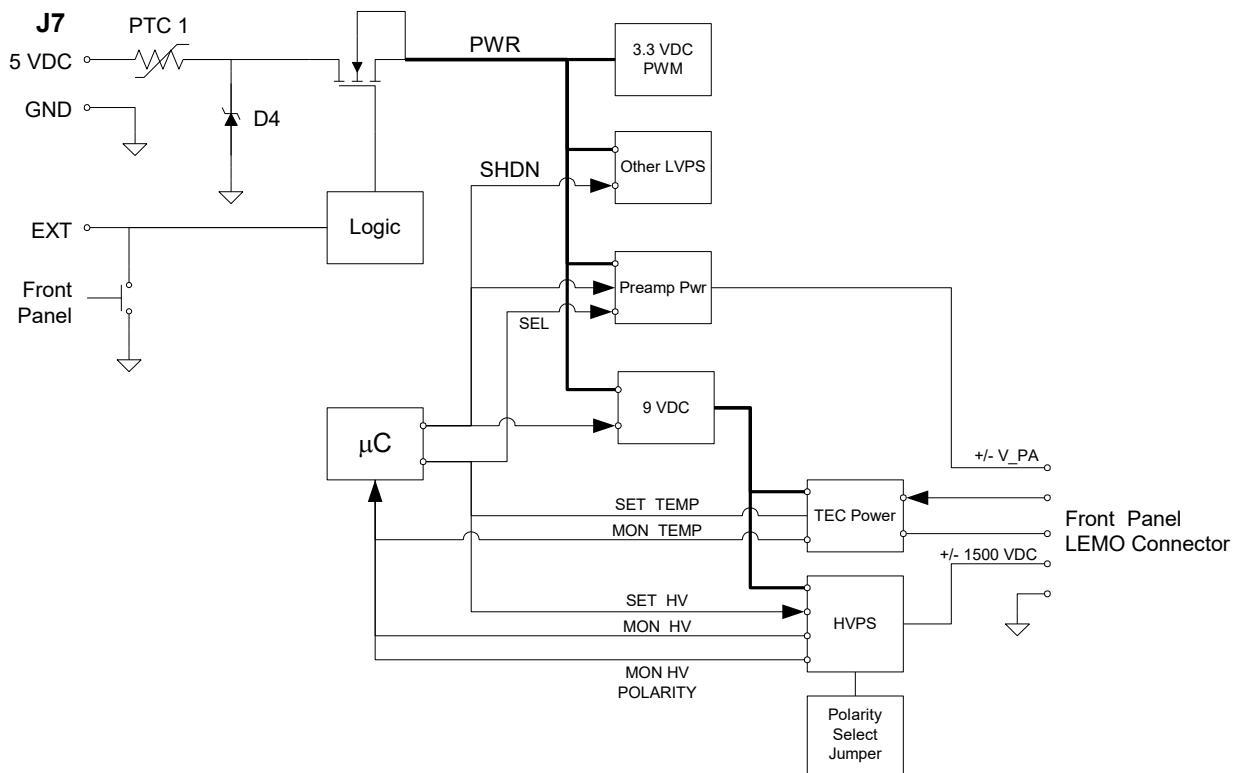 J7
PTC 1
5 VDC
PWR
3.3 VDC
PWM
GND
D4
SHDN
Other LVPS
EXT
Logic
Front
Panel
Preamp Pwr
SEL
μC
9 VDC
+/- V_PA
SET TEMP
TEC Power
MON TEMP
Front Panel
LEMO Connector
+/- 1500 VDC
SET HV
HVPS
MON HV
MON HV
POLARITY
Polarity
Select
Jumper